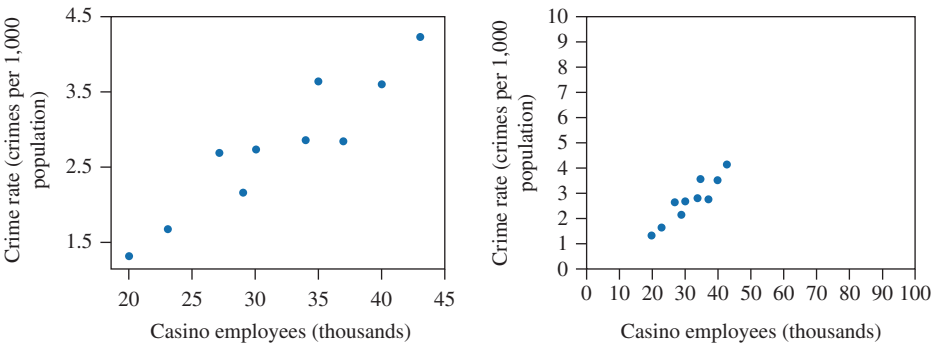 Crime rate (crimes per 1,000
population)
4.5
3.5
2.5
1.5
20 25 30 35 40 45
Casino employees (thousands)
Crime rate (crimes per 1,000
population)
10
9
8
7
6
5
4
3
2
1
0
0 10 20 30 40 50 60 70 80 90 100
Casino employees (thousands)